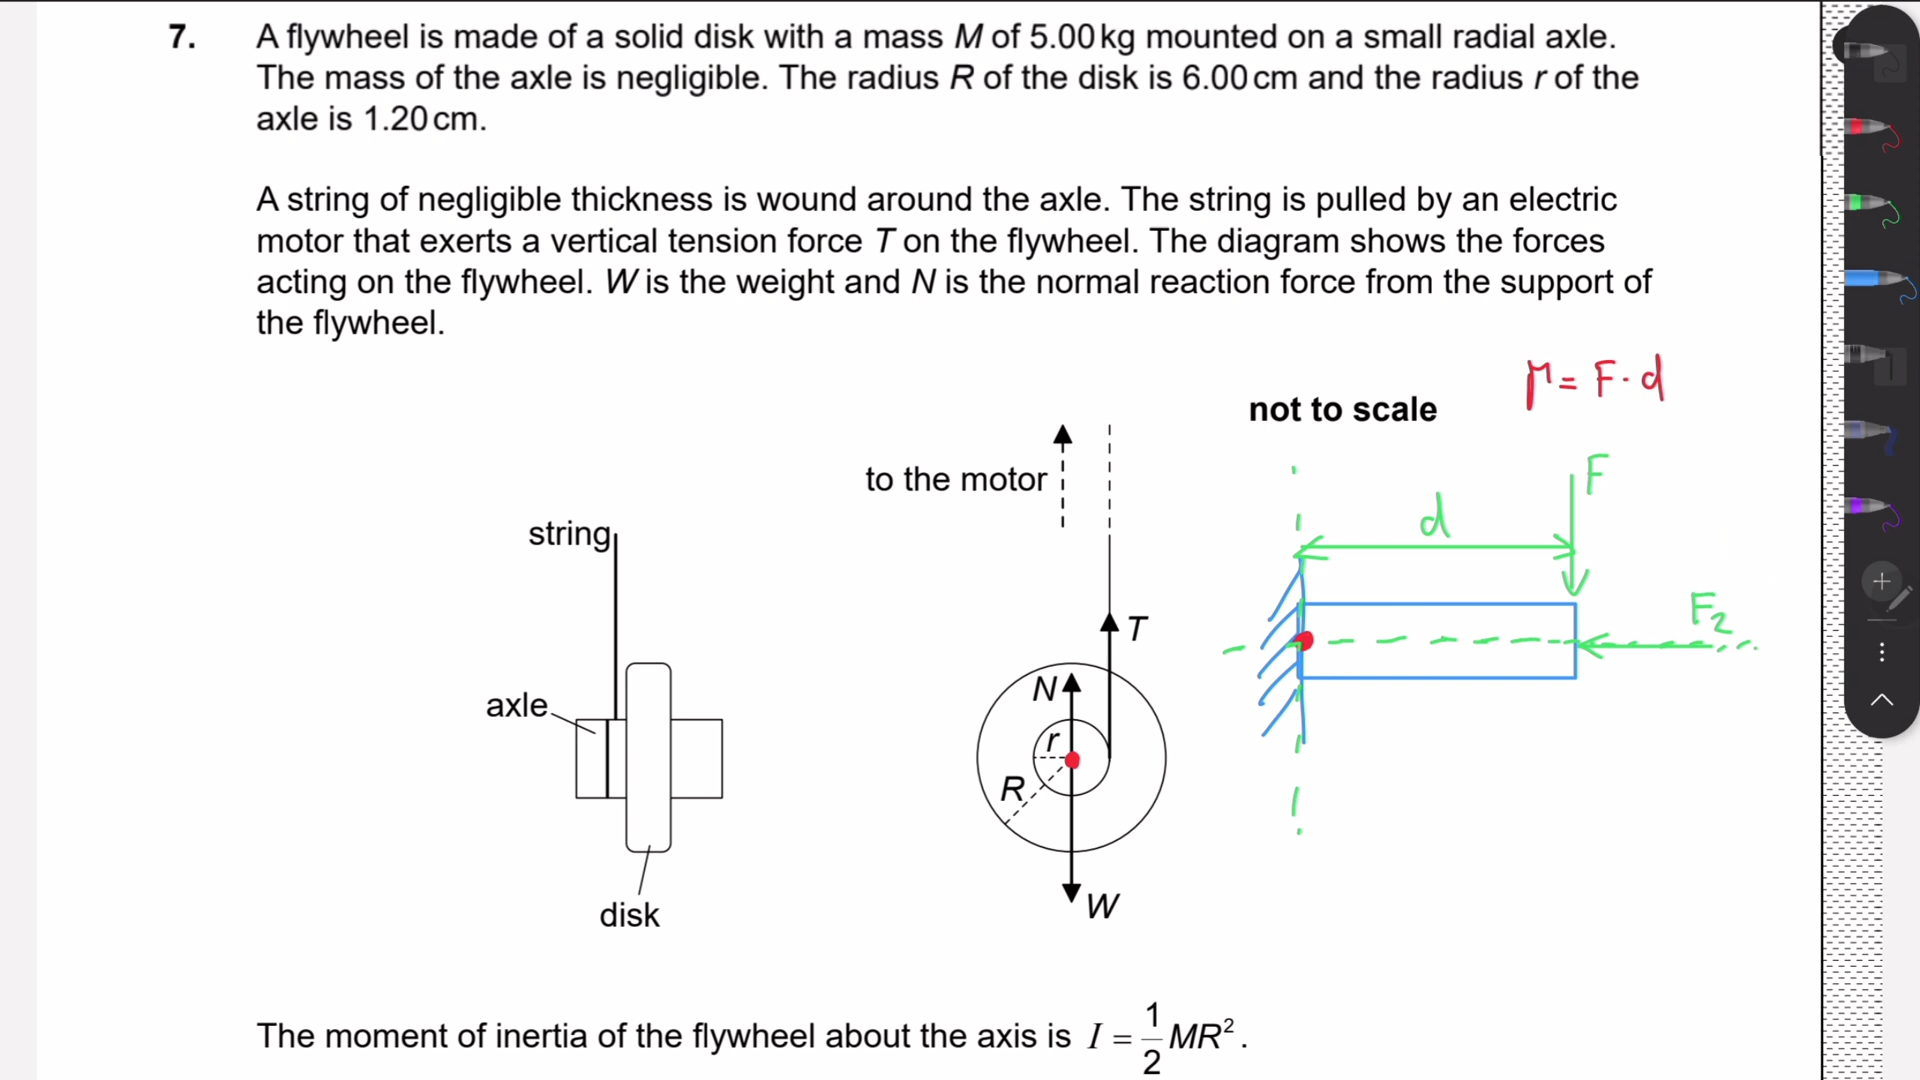 7. A flywheel is made of a solid disk with a mass M of 5.00 kg mounted on a small radial axle.
The mass of the axle is negligible. The radius R of the disk is 6.00 cm and the radius r of the
axle is 1.20 cm.
A string of negligible thickness is wound around the axle. The string is pulled by an electric
motor that exerts a vertical tension force T on the flywheel. The diagram shows the forces
acting on the flywheel. W is the weight and N is the normal reaction force from the support of
the flywheel.
not to scale
to the motor
string
axle
disk
T
N
r
R
W
= F · d
F
d
F2
The moment of inertia of the flywheel about the axis is I = 1/2 MR².